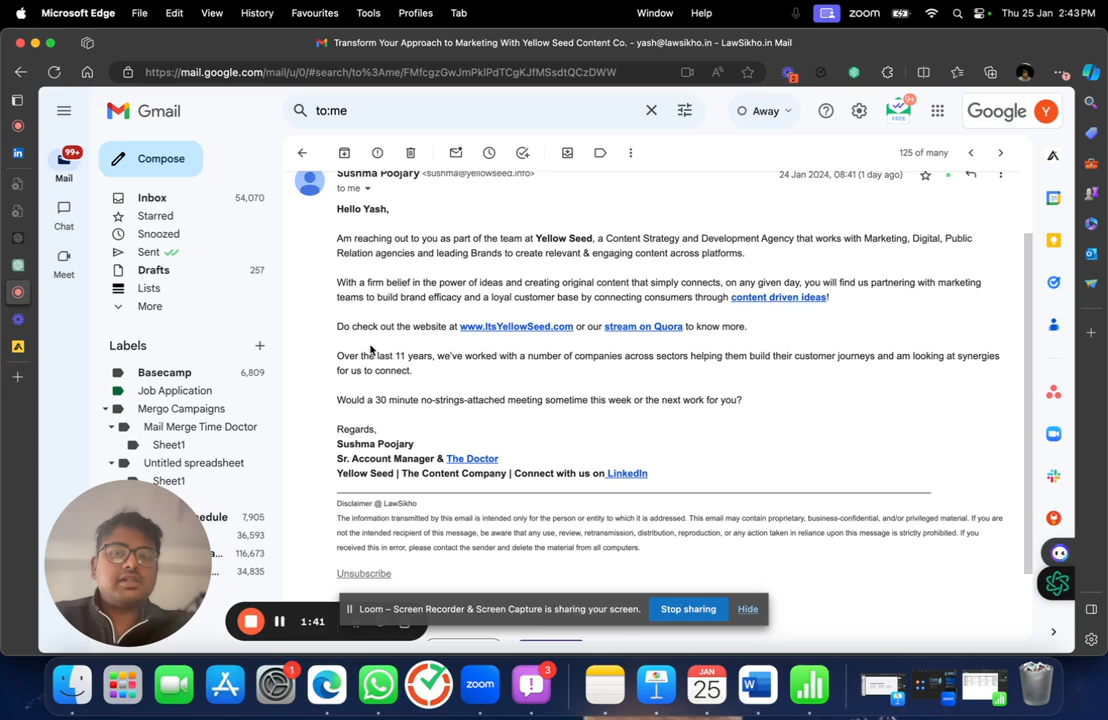 Microsoft Edge File Edit View History Favourites Tools Profiles Tab Window Help zoom Thu 25 Jan 2:43 PM
Transform Your Approach to Marketing With Yellow Seed Content Co. - yash@lawsikho.in - LawSikho.in Mail
https://mail.google.com/mail/u/0/#search/to%3Ame/FMfcgzGwJmPklPdTCgKJfMSsdtQCzDWW
Gmail
to:me
Away
FREE
9+
Google Y
99+
Mail
Chat
Meet
Compose
125 of many
Inbox 54,070
Starred
Snoozed
Sent
Drafts 257
Lists
More
Labels
Basecamp 6,809
Job Application
Mergo Campaigns
Mail Merge Time Doctor
Sheet1
Untitled spreadsheet
Sheet1
7,905
36,593
116,673
34,835
Sushma Poojary <sushma@yellowseed.info> 24 Jan 2024, 08:41 (1 day ago)
to me
Hello Yash,
Am reaching out to you as part of the team at Yellow Seed, a Content Strategy and Development Agency that works with Marketing, Digital, Public
Relation agencies and leading Brands to create relevant & engaging content across platforms.
With a firm belief in the power of ideas and creating original content that simply connects, on any given day, you will find us partnering with marketing
teams to build brand efficacy and a loyal customer base by connecting consumers through content driven ideas!
Do check out the website at www.ItsYellowSeed.com or our stream on Quora to know more.
Over the last 11 years, we've worked with a number of companies across sectors helping them build their customer journeys and am looking at synergies
for us to connect.
Would a 30 minute no-strings-attached meeting sometime this week or the next work for you?
Regards,
Sushma Poojary
Sr. Account Manager & The Doctor
Yellow Seed | The Content Company | Connect with us on LinkedIn
Disclaimer @ LawSikho
The information transmitted by this email is intended only for the person or entity to which it is addressed. This email may contain proprietary, business-confidential, and/or privileged material. If you are
not the intended recipient of this message, be aware that any use, review, retransmission, distribution, reproduction, or any action taken in reliance upon this message is strictly prohibited. If you
received this in error, please contact the sender and delete the material from all computers.
Unsubscribe
Loom – Screen Recorder & Screen Capture is sharing your screen. Stop sharing Hide
1:41
1
zoom
3
JAN
25